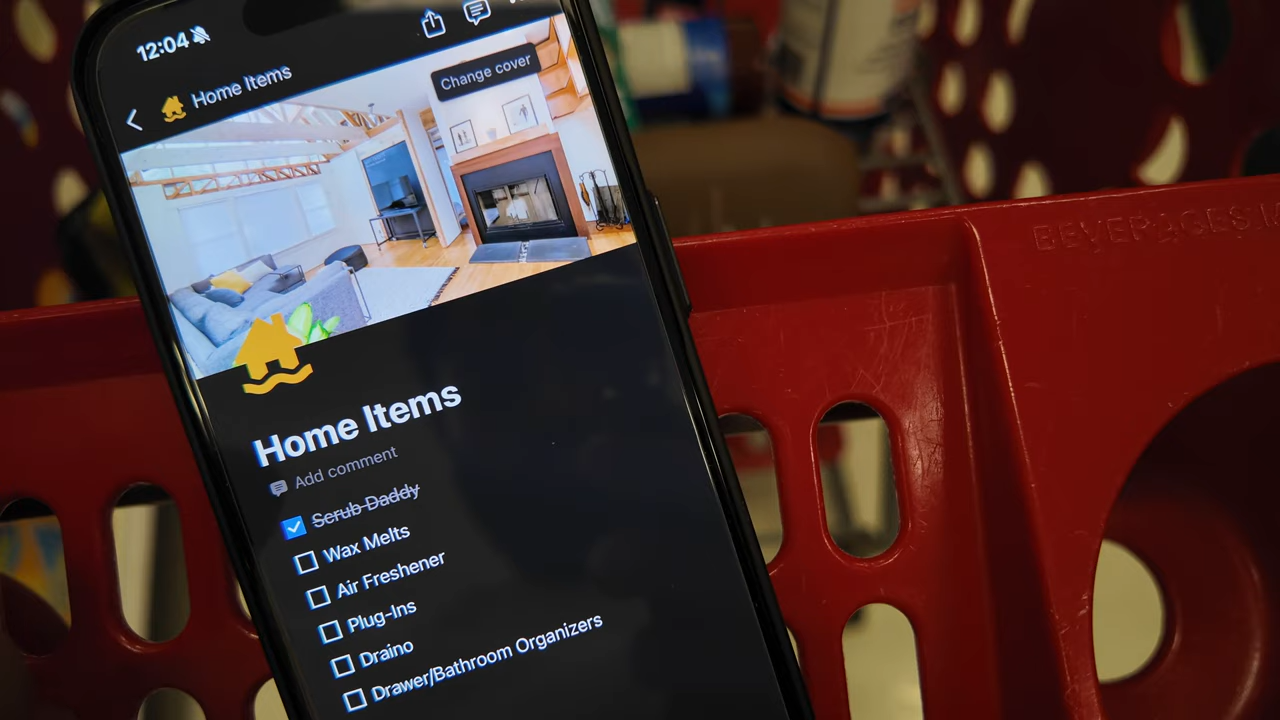 12:04
Home Items
Change cover
Home Items
Add comment
Scrub Daddy
Wax Melts
Air Freshener
Plug-Ins
Draino
Drawer/Bathroom Organizers
BEVERAGES